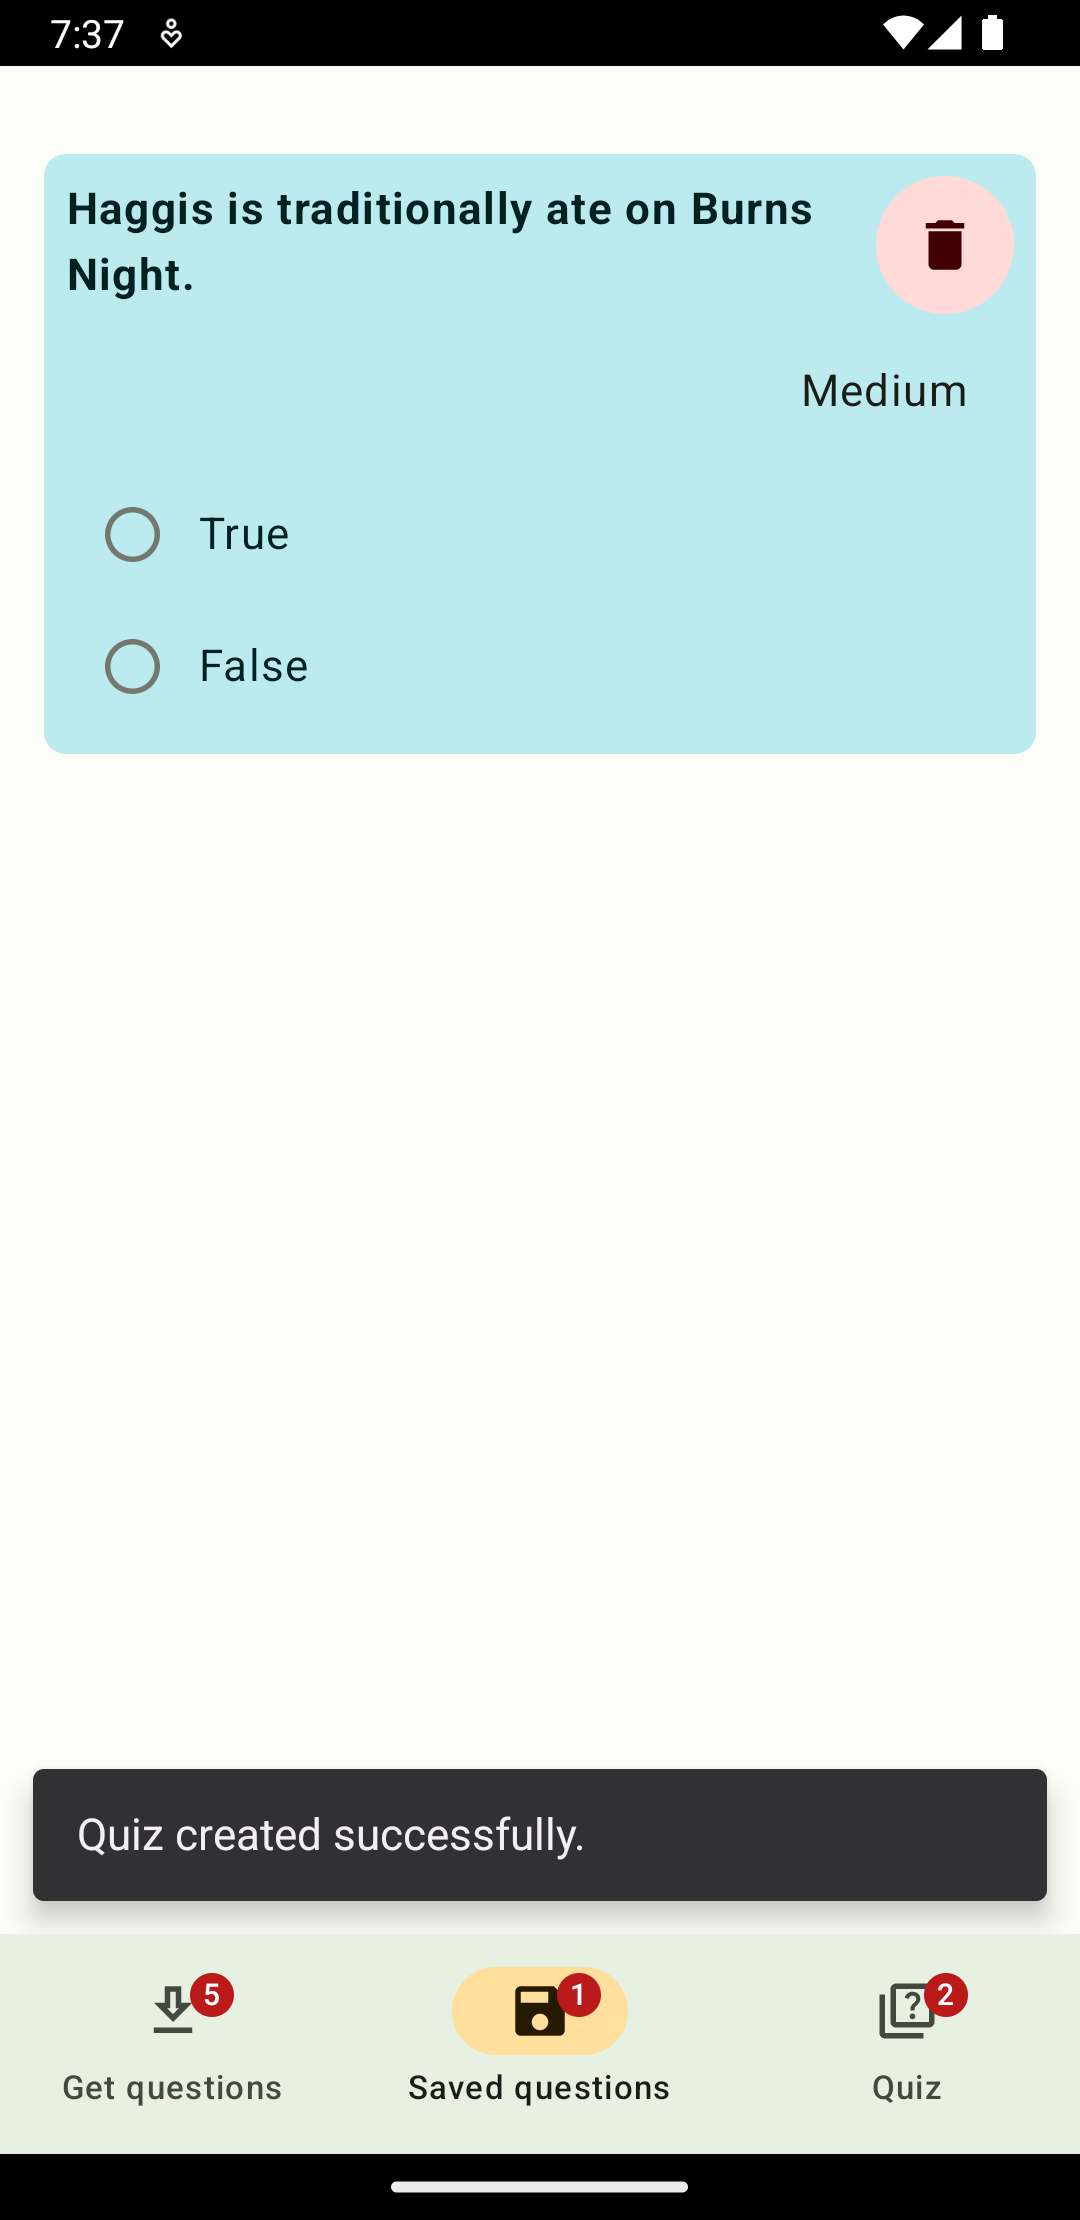 7:37
Haggis is traditionally ate on Burns
Night.
Medium
True
False
Quiz created successfully.
5
1
2
Get questions
Saved questions
Quiz